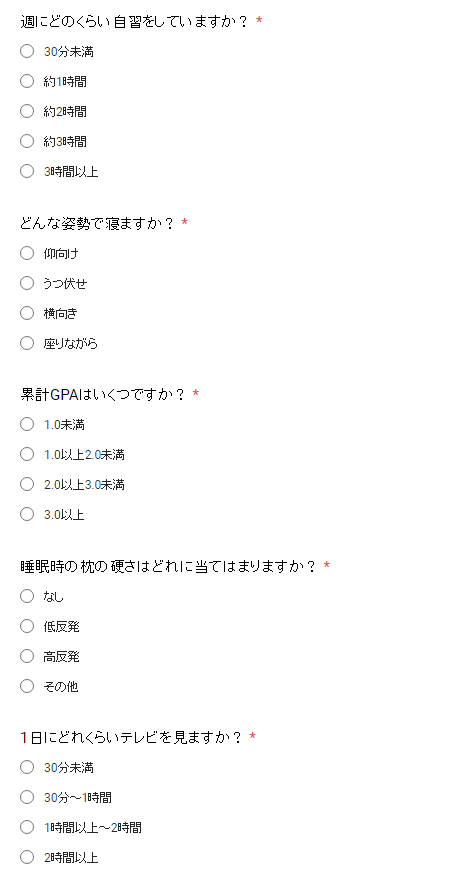 週にどのくらい自習をしていますか? *
30分未満
約1時間
約2時間
約3時間
3時間以上
どんな姿勢で寝ますか? *
仰向け
うつ伏せ
横向き
座りながら
累計GPAはいくつですか? *
1.0未満
1.0以上2.0未満
2.0以上3.0未満
3.0以上
睡眠時の枕の硬さはどれに当てはまりますか? *
なし
低反発
高反発
その他
1日にどれくらいテレビを見ますか? *
30分未満
30分〜1時間
1時間以上〜2時間
2時間以上